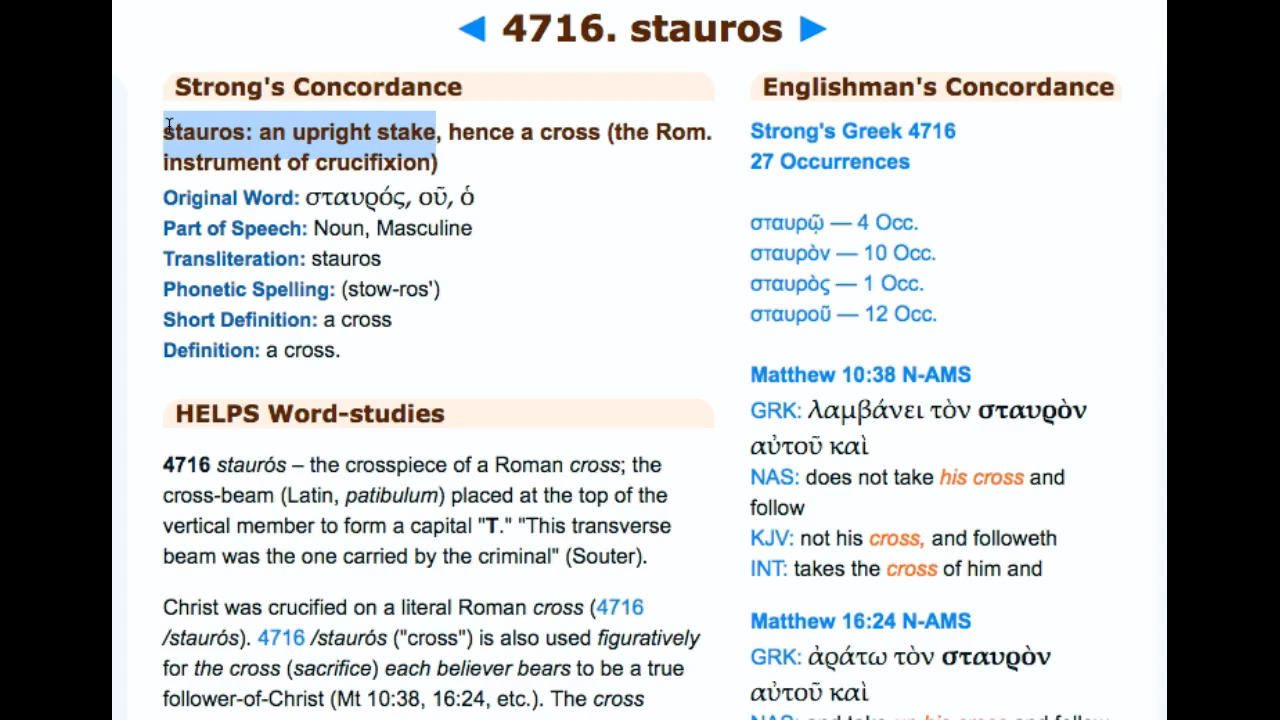 ◀ 4716. stauros ▶
Strong's Concordance
stauros: an upright stake, hence a cross (the Rom.
instrument of crucifixion)
Original Word: σταυρός, οῦ, ὁ
Part of Speech: Noun, Masculine
Transliteration: stauros
Phonetic Spelling: (stow-ros')
Short Definition: a cross
Definition: a cross.
HELPS Word-studies
4716 staurós – the crosspiece of a Roman cross; the
cross-beam (Latin, patibulum) placed at the top of the
vertical member to form a capital "T." "This transverse
beam was the one carried by the criminal" (Souter).
Christ was crucified on a literal Roman cross (4716
/staurós). 4716 /staurós ("cross") is also used figuratively
for the cross (sacrifice) each believer bears to be a true
follower-of-Christ (Mt 10:38, 16:24, etc.). The cross
Englishman's Concordance
Strong's Greek 4716
27 Occurrences
σταυρῷ — 4 Occ.
σταυρὸν — 10 Occ.
σταυρὸς — 1 Occ.
σταυροῦ — 12 Occ.
Matthew 10:38 N-AMS
GRK: λαμβάνει τὸν σταυρὸν
αὐτοῦ καὶ
NAS: does not take his cross and
follow
KJV: not his cross, and followeth
INT: takes the cross of him and
Matthew 16:24 N-AMS
GRK: ἀράτω τὸν σταυρὸν
αὐτοῦ καὶ
NAS: and take up his cross and follow